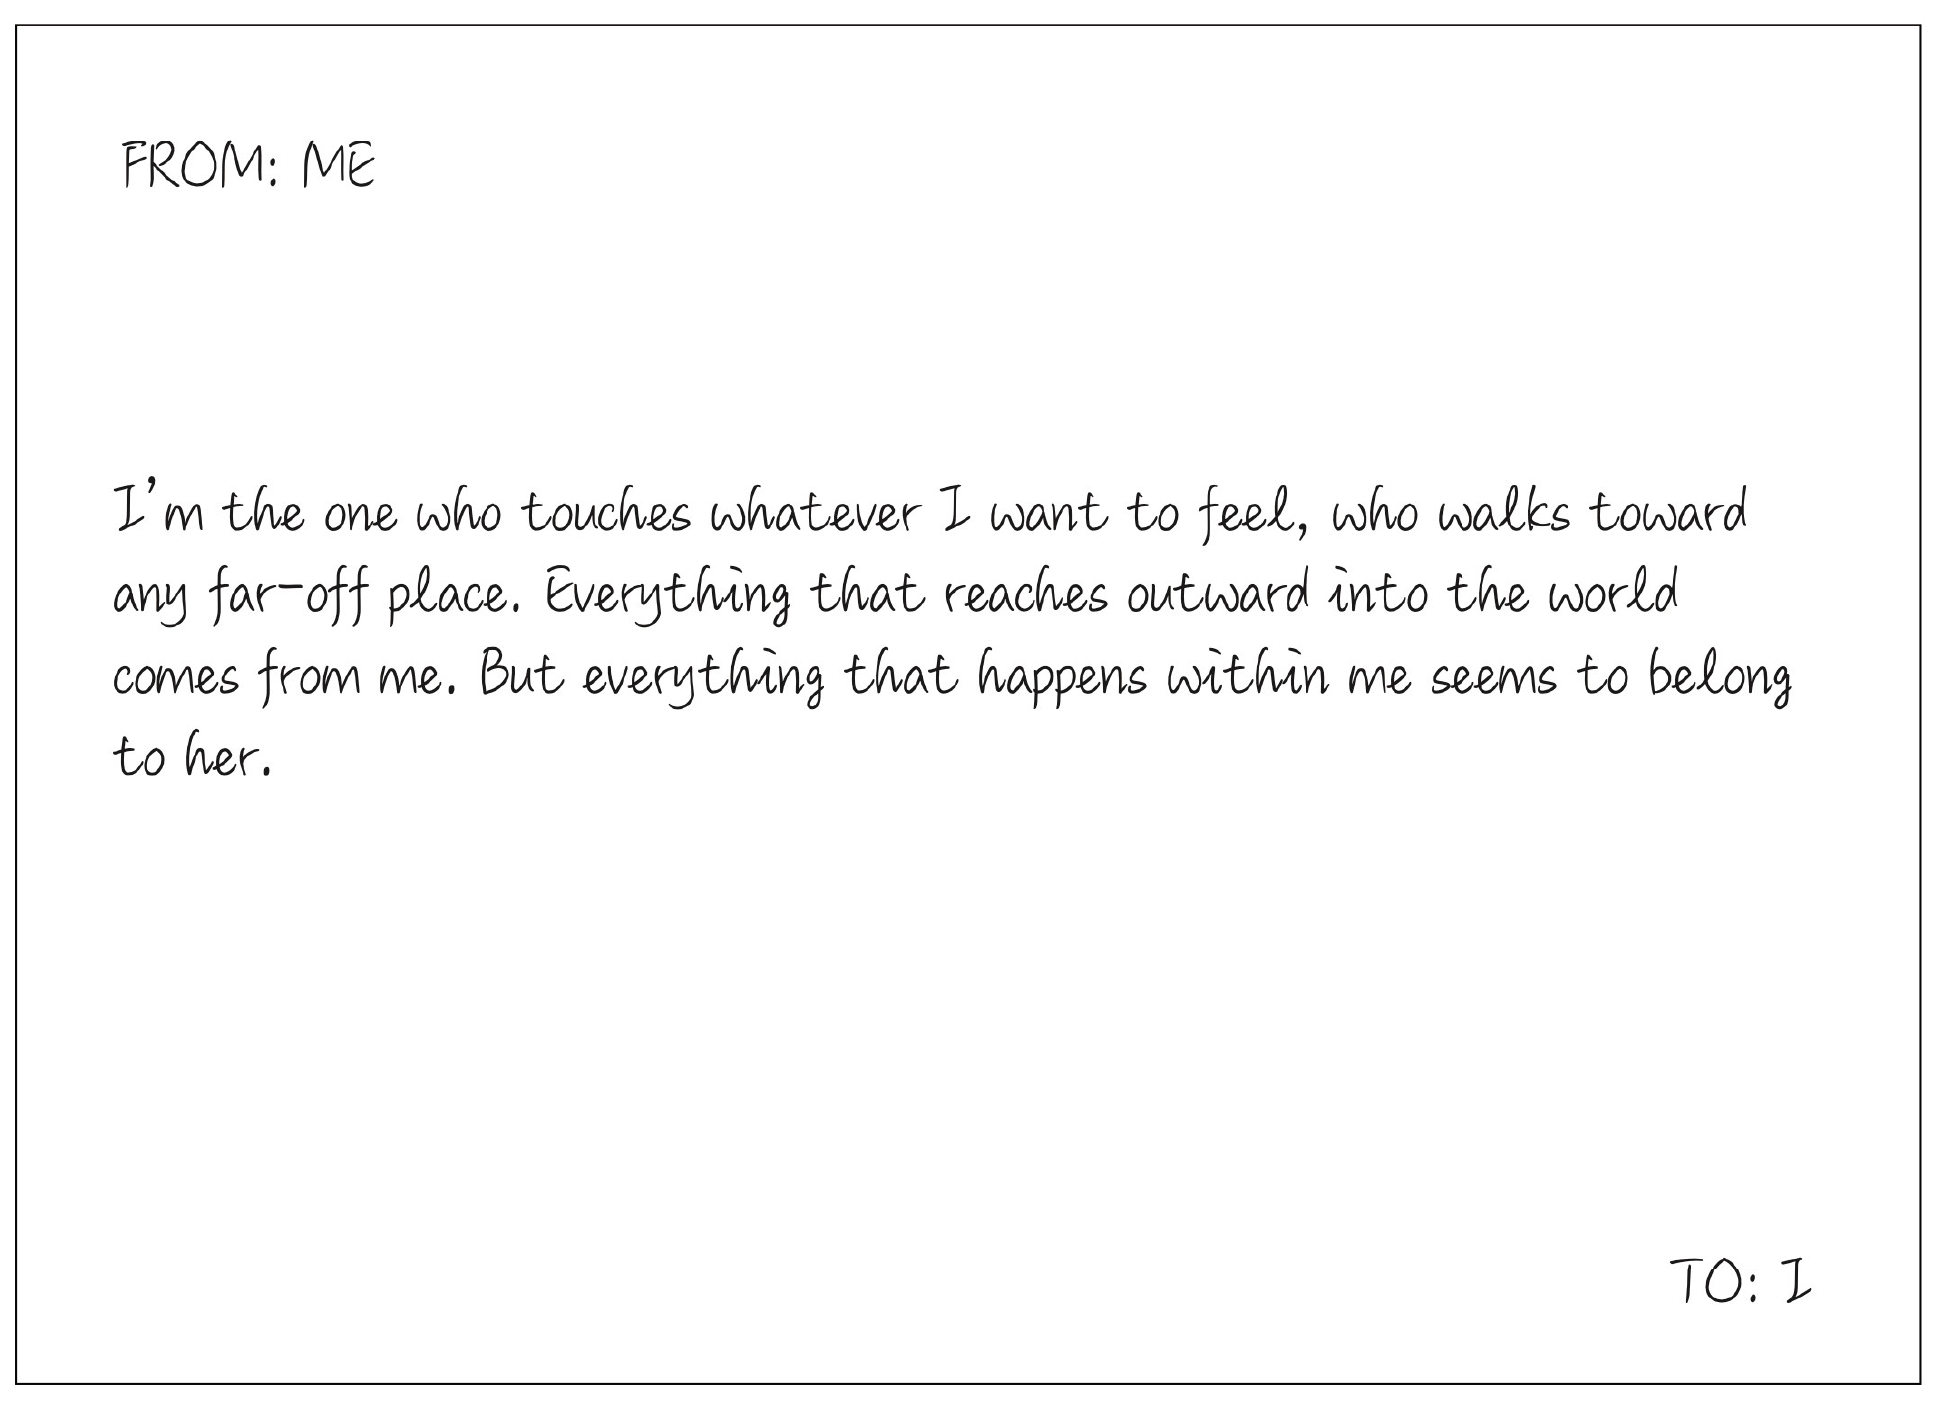 FROM: ME
I'm the one who touches whatever I want to feel, who walks toward
any far-off place. Everything that reaches outward into the world
comes from me. But everything that happens within me seems to belong
to her.
TO: I